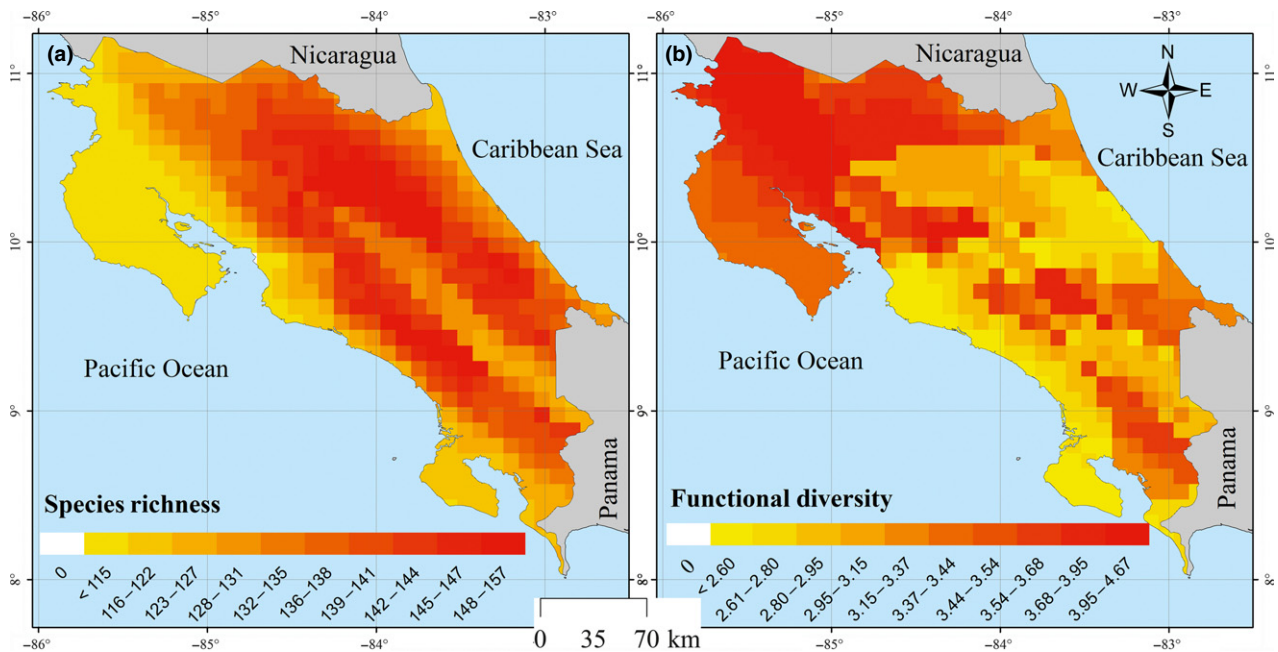 −86° −85° −84° −83° −86° −85° −84° −83°
(a) Nicaragua (b) Nicaragua N
W E
S
11° 11°
Caribbean Sea Caribbean Sea
10° 10°
Pacific Ocean Pacific Ocean
9° 9°
Panama Panama
Species richness Functional diversity
0 <115 116–122 123–127 128–131 132–135 136–138 139–141 142–144 145–147 148–157
0 <2.60 2.61–2.80 2.80–2.95 2.95–3.15 3.15–3.37 3.37–3.44 3.44–3.54 3.54–3.68 3.68–3.95 3.95–4.67
8° 8°
0 35 70 km
−86° −85° −84° −85° −84° −83°